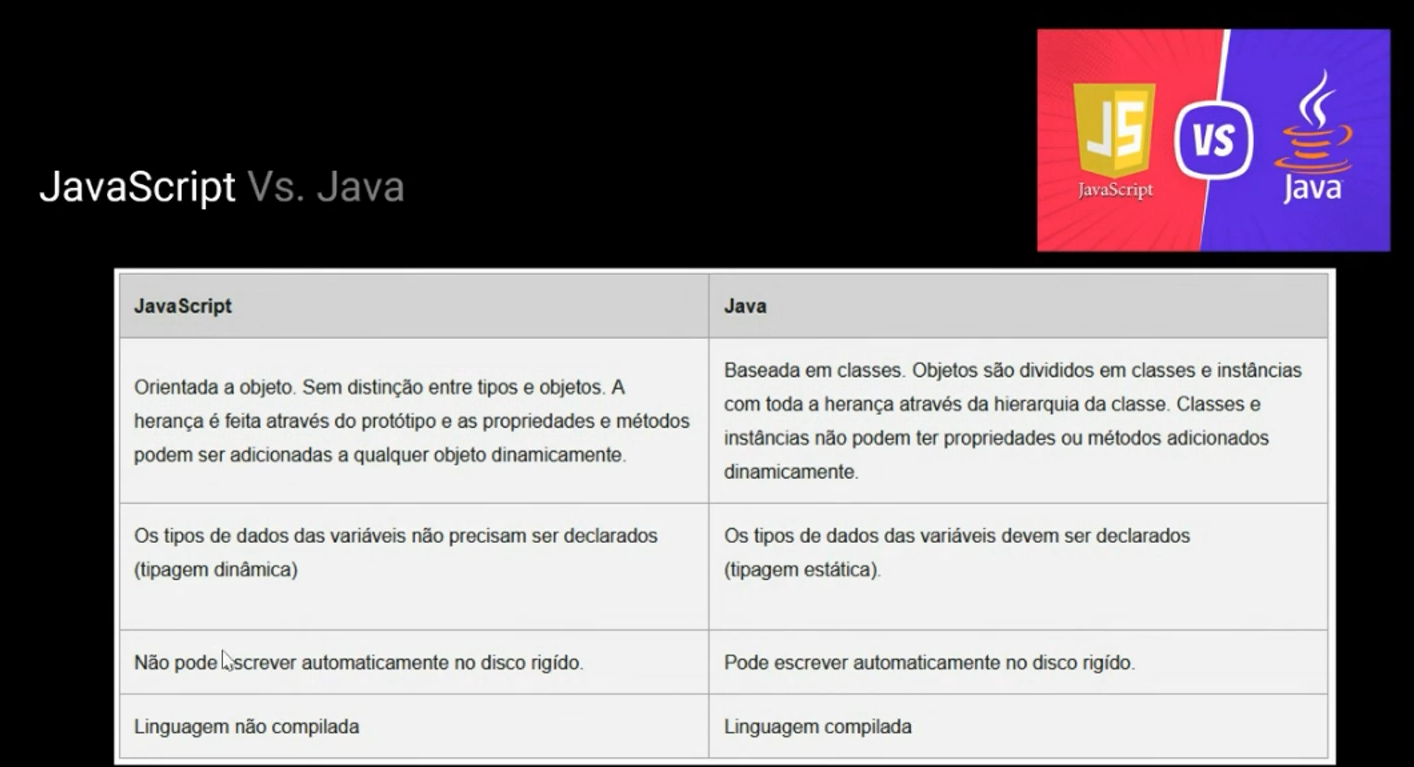 JS
VS
JavaScript
Java
JavaScript Vs. Java
JavaScript
Java
Orientada a objeto. Sem distinção entre tipos e objetos. A
herança é feita através do protótipo e as propriedades e métodos
podem ser adicionadas a qualquer objeto dinamicamente.
Baseada em classes. Objetos são divididos em classes e instâncias
com toda a herança através da hierarquia da classe. Classes e
instâncias não podem ter propriedades ou métodos adicionados
dinamicamente.
Os tipos de dados das variáveis não precisam ser declarados
(tipagem dinâmica)
Os tipos de dados das variáveis devem ser declarados
(tipagem estática).
Não pode escrever automaticamente no disco rigído.
Pode escrever automaticamente no disco rigído.
Linguagem não compilada
Linguagem compilada